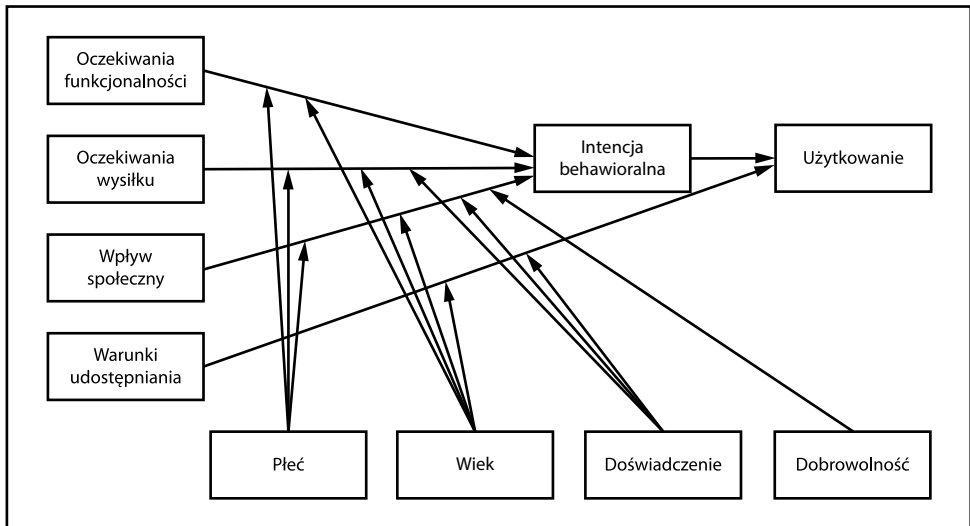 Oczekiwania
funkcjonalności
Oczekiwania
wysiłku
Wpływ
społeczny
Warunki
udostępniania
Intencja
behawioralna
Użytkowanie
Płeć
Wiek
Doświadczenie
Dobrowolność